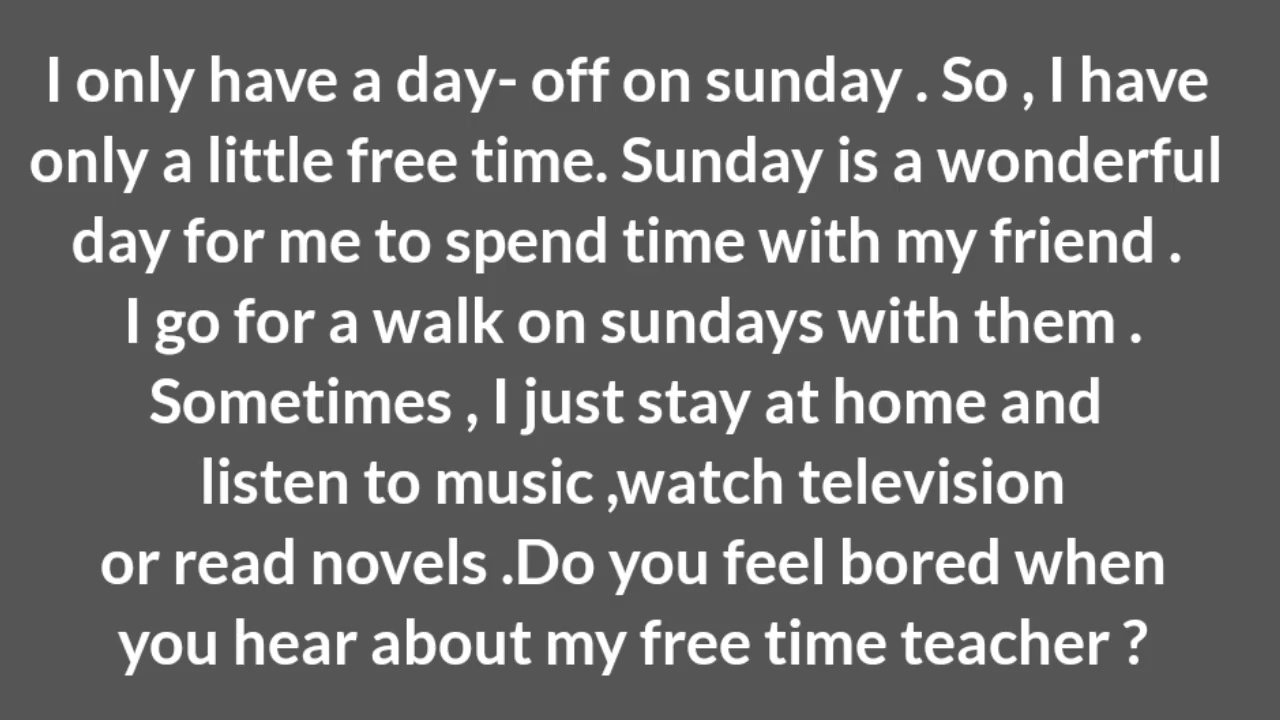 I only have a day- off on sunday . So , I have
only a little free time. Sunday is a wonderful
day for me to spend time with my friend .
I go for a walk on sundays with them .
Sometimes , I just stay at home and
listen to music ,watch television
or read novels .Do you feel bored when
you hear about my free time teacher ?